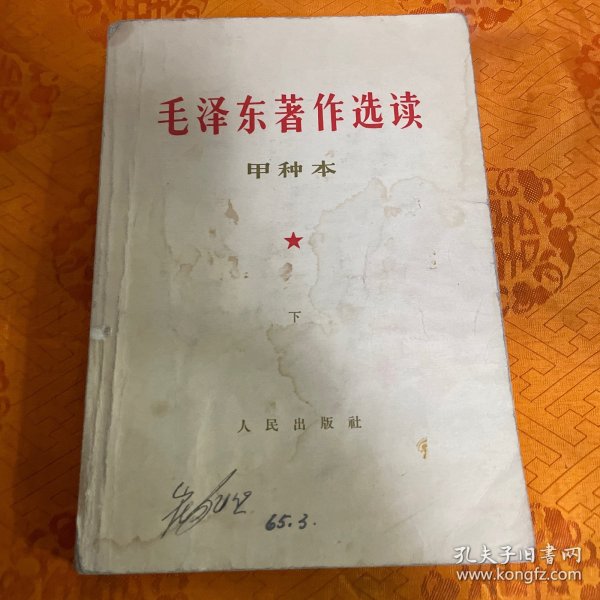 毛泽东著作选读
甲种本
下
人民出版社
65.3.
孔夫子旧书网
www.kongfz.com